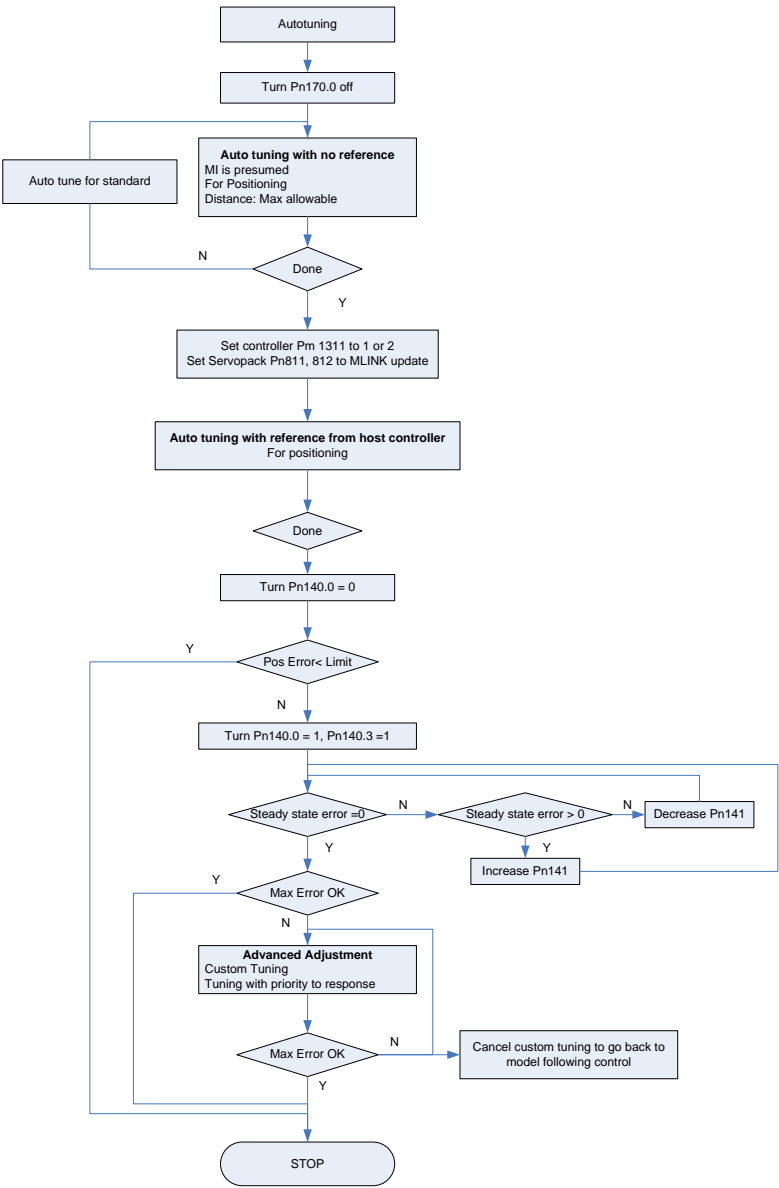 Autotuning
Turn Pn170.0 off
Auto tuning with no reference
MI is presumed
For Positioning
Distance: Max allowable
Auto tune for standard
N
Done
Y
Set controller Pm 1311 to 1 or 2
Set Servopack Pn811, 812 to MLINK update
Auto tuning with reference from host controller
For positioning
Done
Turn Pn140.0 = 0
Y
Pos Error< Limit
N
Turn Pn140.0 = 1, Pn140.3 =1
Steady state error =0
N
Steady state error > 0
N
Decrease Pn141
Y
Y
Increase Pn141
Y
Max Error OK
N
Advanced Adjustment
Custom Tuning
Tuning with priority to response
Max Error OK
N
Cancel custom tuning to go back to
model following control
Y
STOP